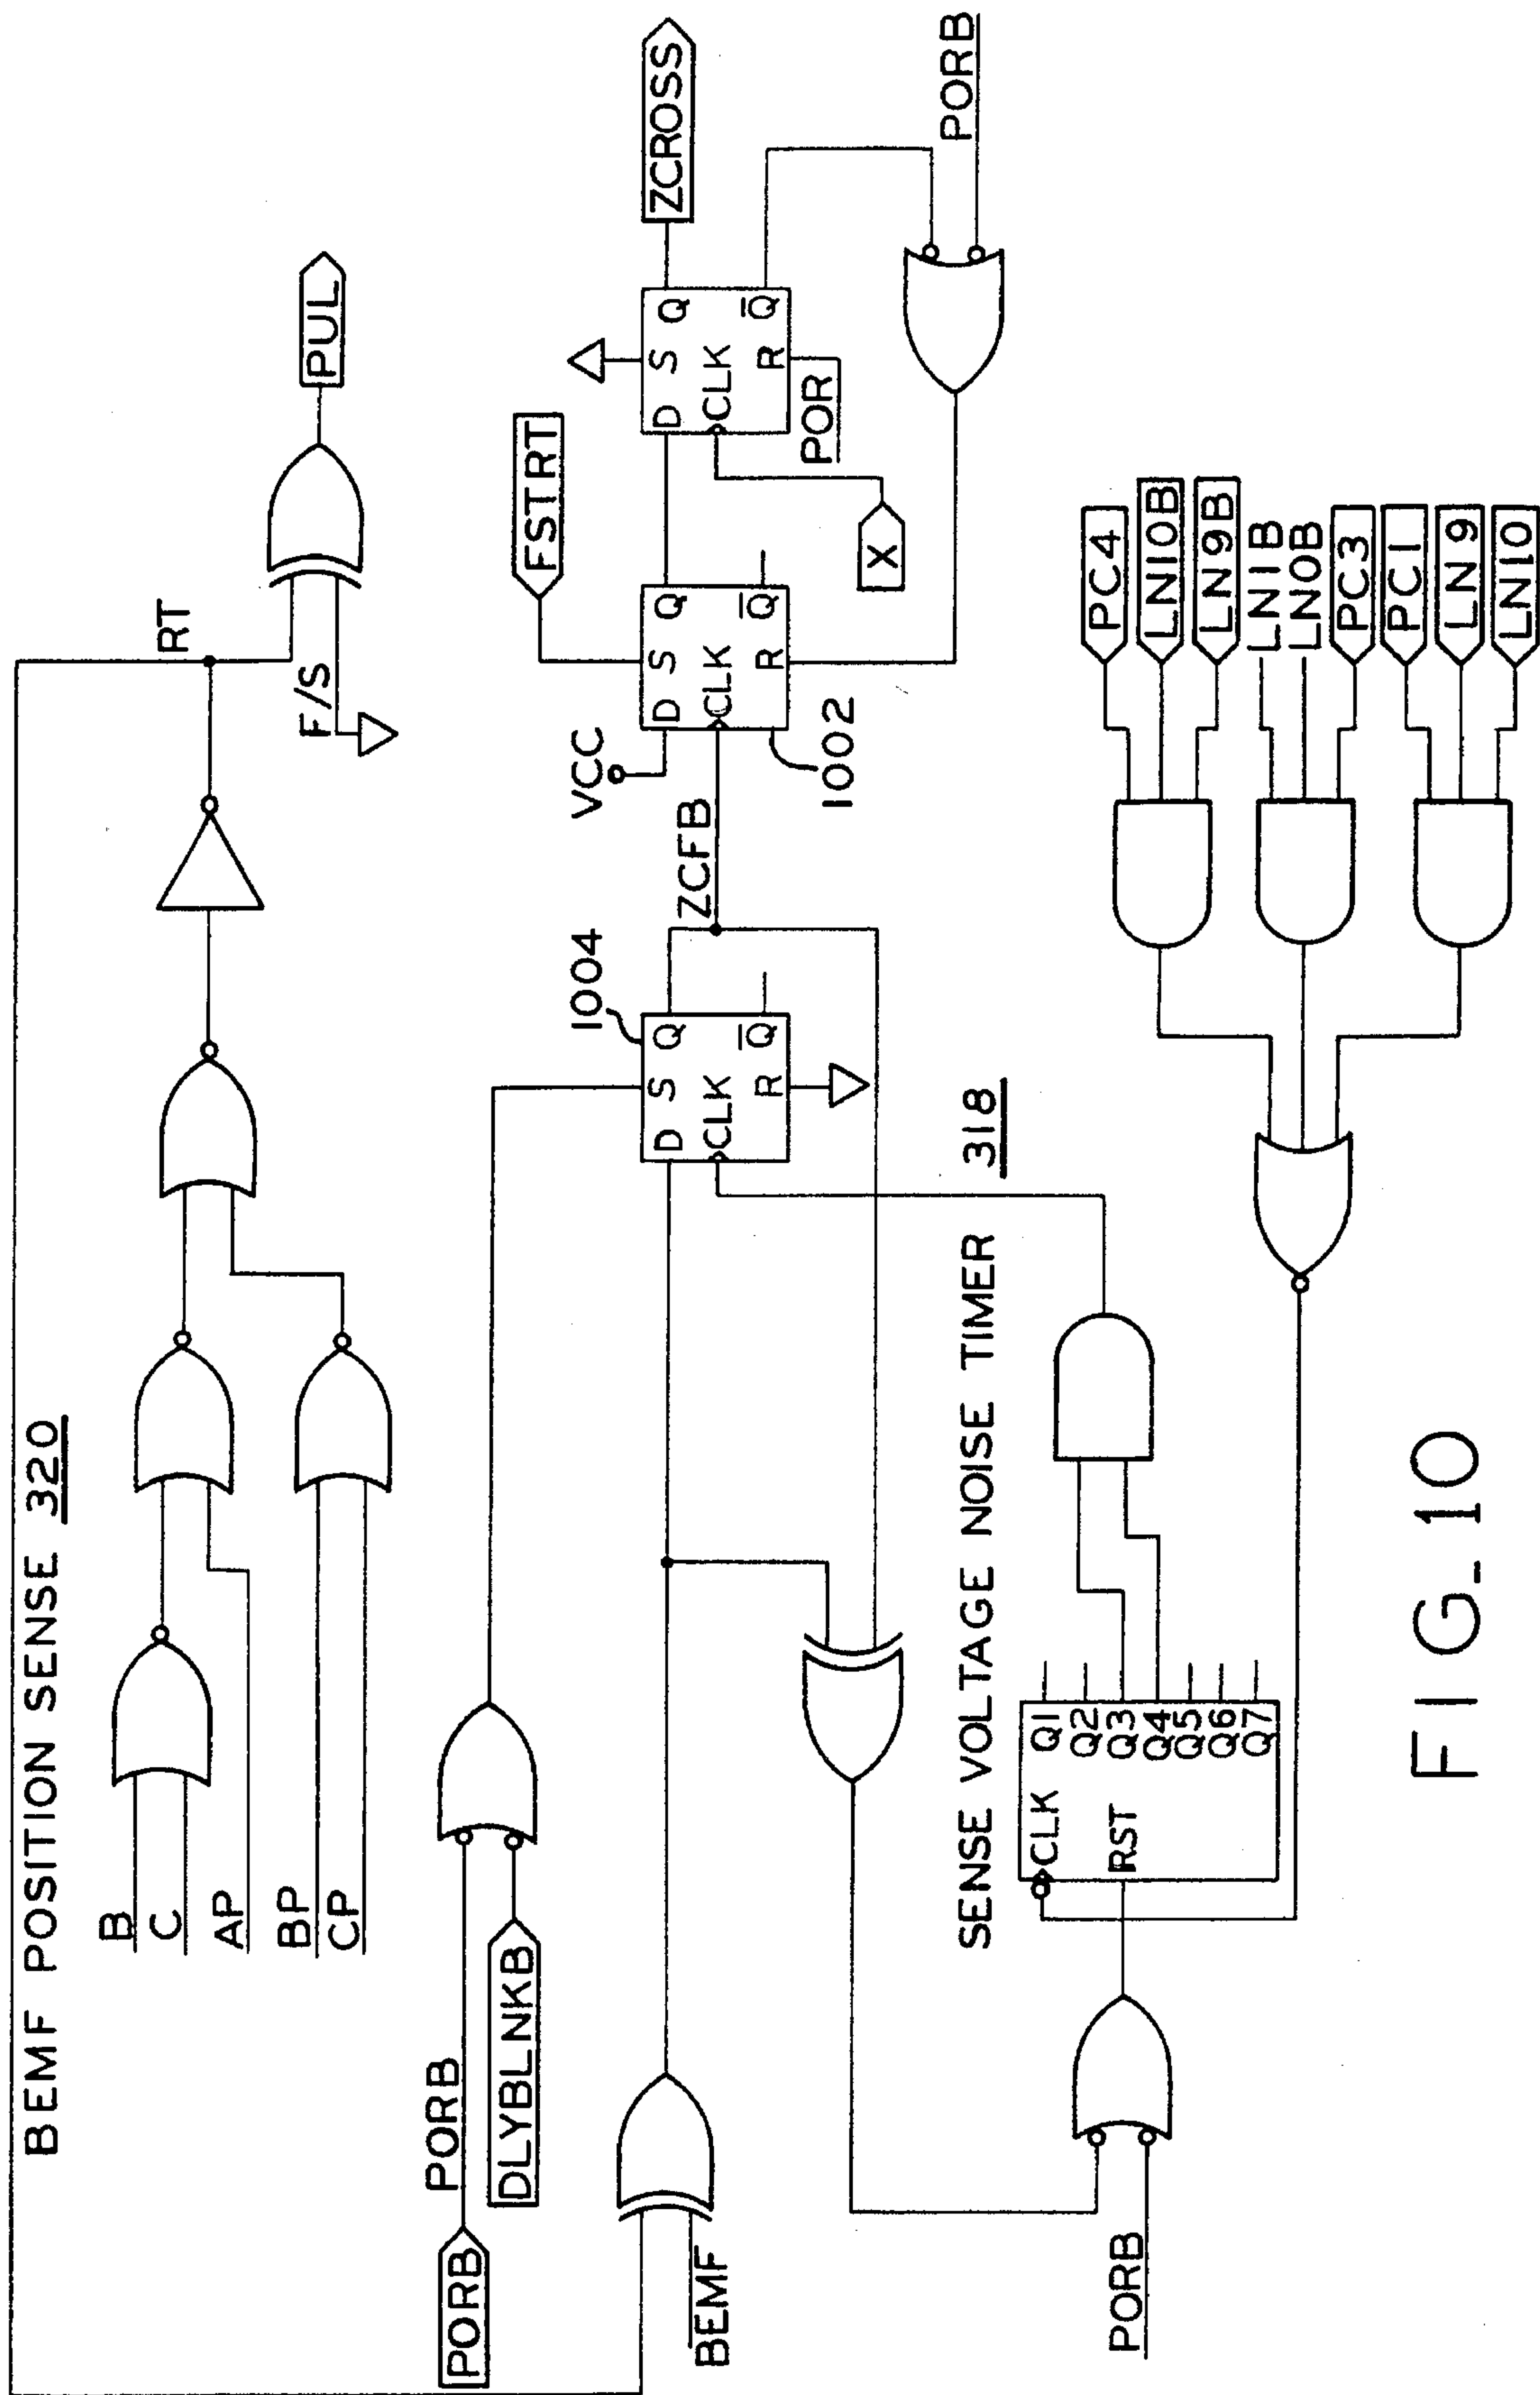 BEMF POSITION SENSE 320
B
C
AP
BP
CP
RT
F/S
PUL
PORB
PORB
DLYBLNKB
BEMF
1004
D S Q
CLK
R Q
ZCFB
VCC
FSTRT
D S Q
CLK
R Q
1002
X
D S Q
CLK
R Q
POR
ZCROSS
PORB
SENSE VOLTAGE NOISE TIMER 318
PORB
CLK
RST
Q1
Q2
Q3
Q4
Q5
Q6
Q7
PC4
LN10B
LN9B
LN1B
LN0B
PC3
PC1
LN9
LN10
FIG_10